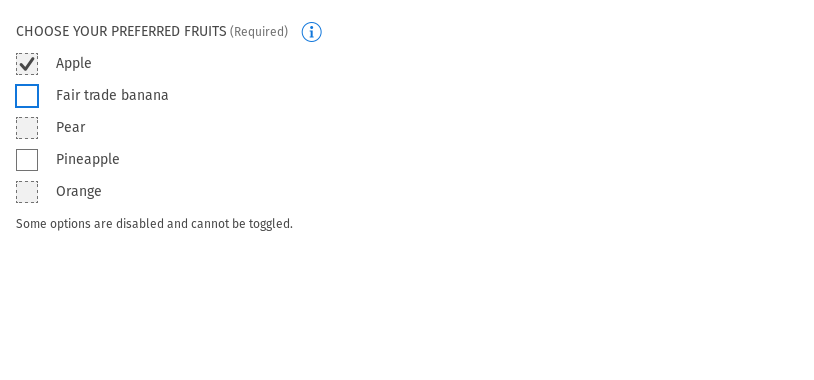 CHOOSE YOUR PREFERRED FRUITS (Required)
Apple
Fair trade banana
Pear
Pineapple
Orange
Some options are disabled and cannot be toggled.